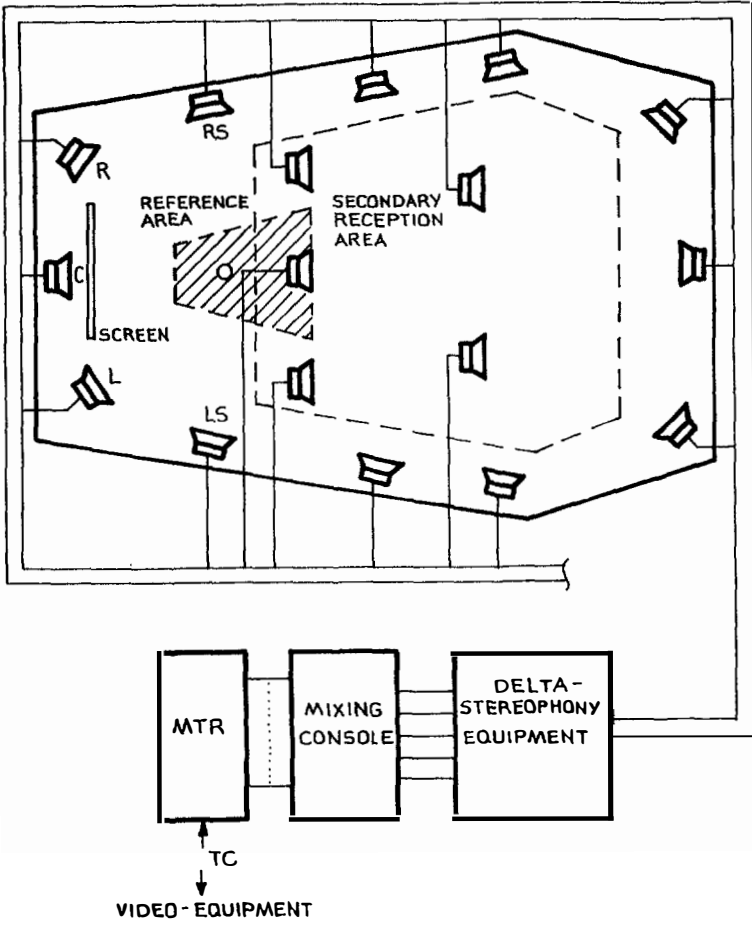 RS
R
REFERENCE
AREA
SECONDARY
RECEPTION
AREA
C
SCREEN
L
LS
MTR
MIXING
CONSOLE
DELTA-
STEREOPHONY
EQUIPMENT
TC
VIDEO-EQUIPMENT